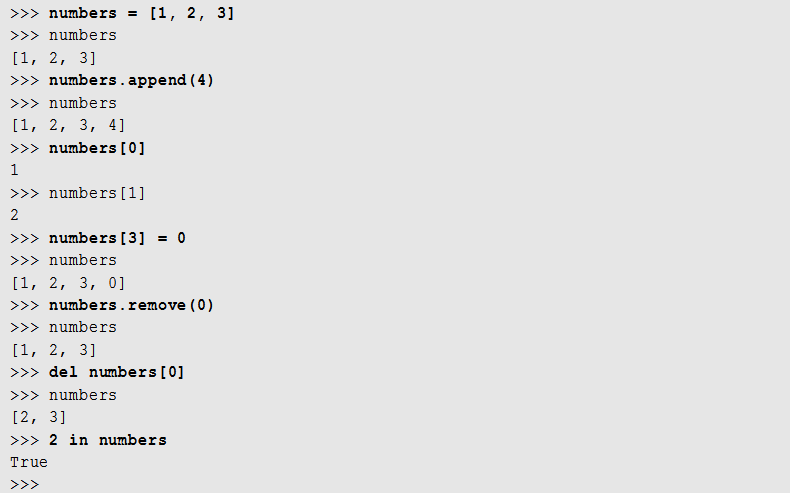 >>> numbers = [1, 2, 3]
>>> numbers
[1, 2, 3]
>>> numbers.append(4)
>>> numbers
[1, 2, 3, 4]
>>> numbers[0]
1
>>> numbers[1]
2
>>> numbers[3] = 0
>>> numbers
[1, 2, 3, 0]
>>> numbers.remove(0)
>>> numbers
[1, 2, 3]
>>> del numbers[0]
>>> numbers
[2, 3]
>>> 2 in numbers
True
>>>